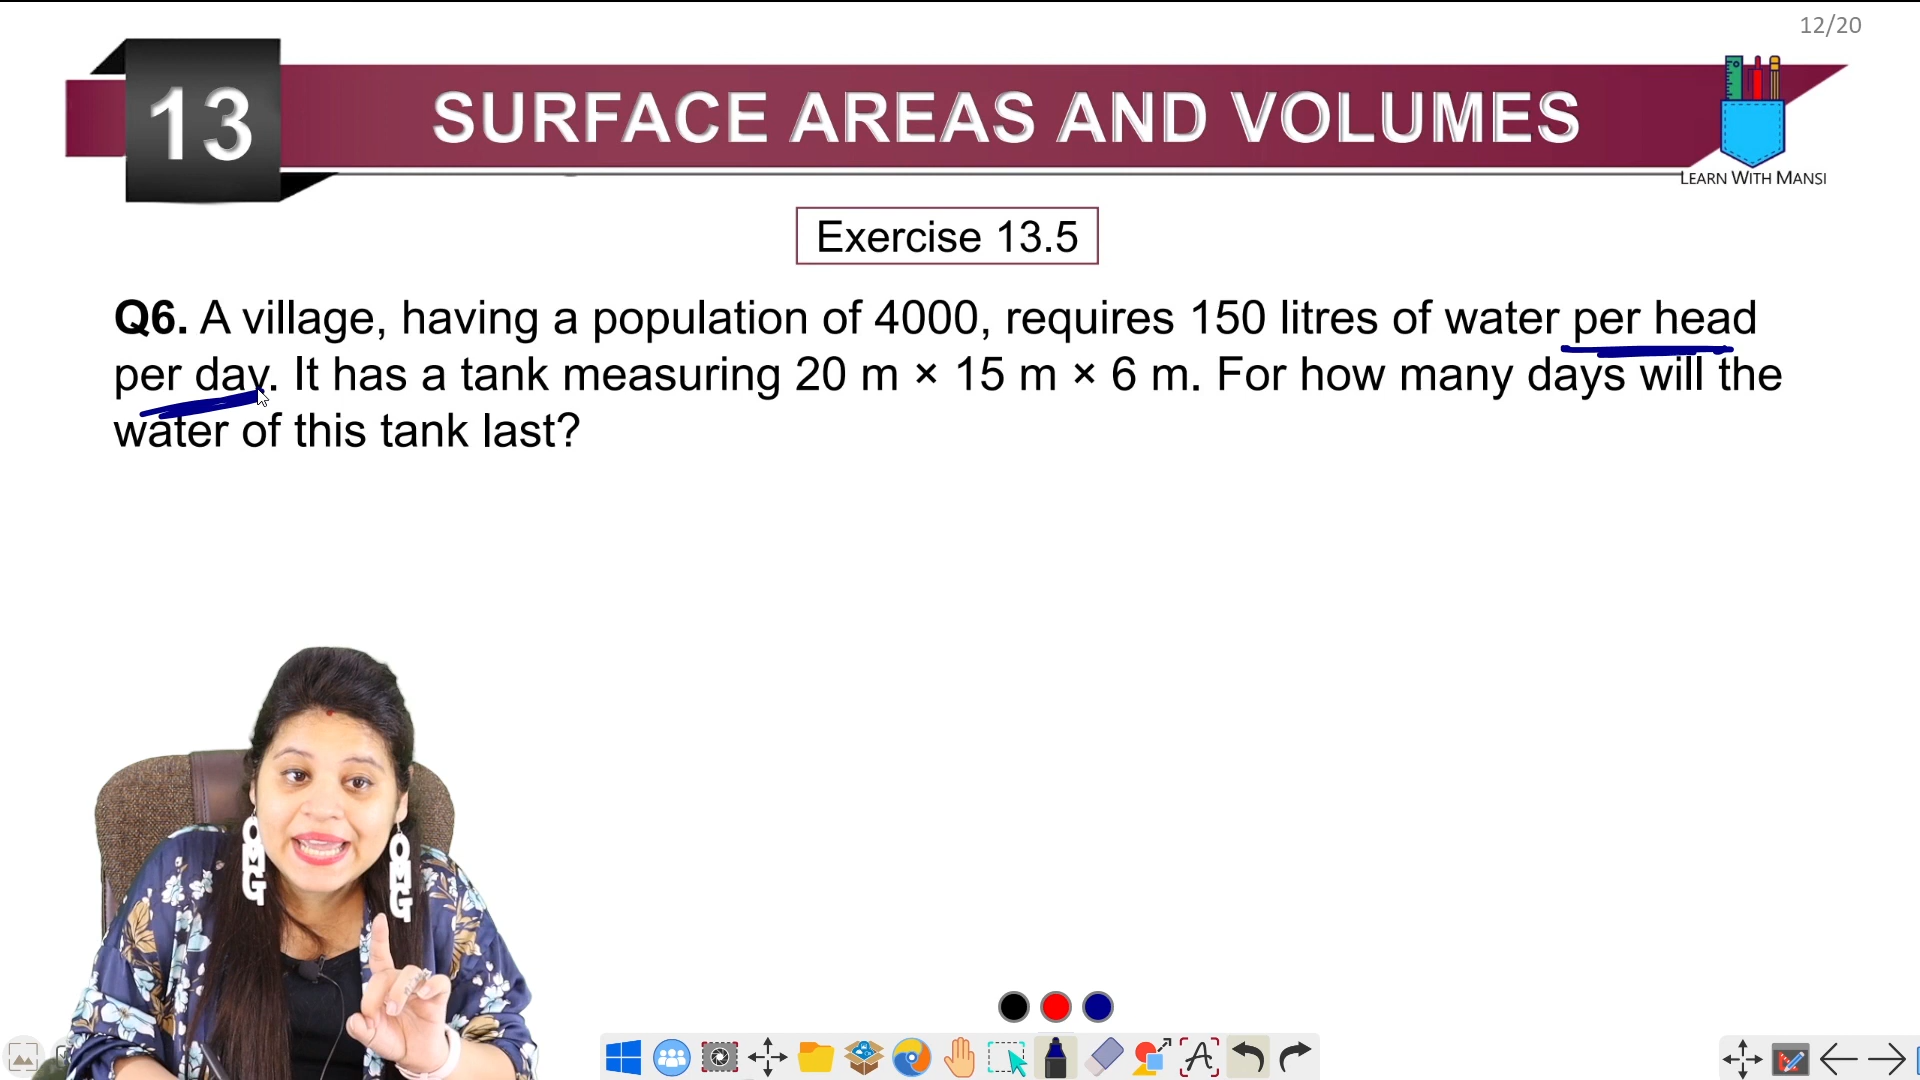 12/20
13
SURFACE AREAS AND VOLUMES
LEARN WITH MANSI
Exercise 13.5
Q6. A village, having a population of 4000, requires 150 litres of water per head
per day. It has a tank measuring 20 m × 15 m × 6 m. For how many days will the
water of this tank last?
OMG
OMG